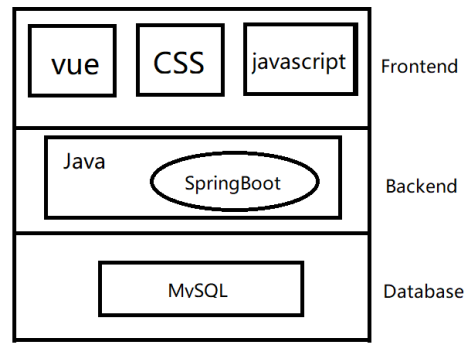 vue CSS javascript Frontend
Java SpringBoot Backend
MvSQL Database